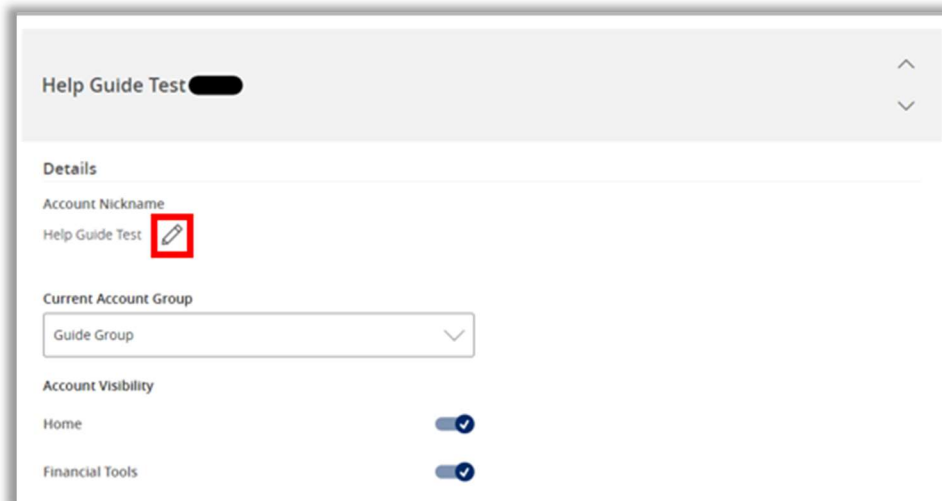 Help Guide Test
Details
Account Nickname
Help Guide Test
Current Account Group
Guide Group
Account Visibility
Home
Financial Tools